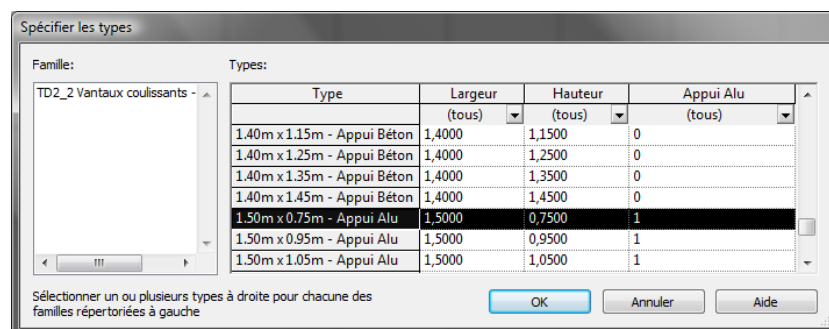 Spécifier les types
Famille: Types:
TD2_2 Vantaux coulissants -
Type Largeur Hauteur Appui Alu
(tous) (tous) (tous)
1.40m x 1.15m - Appui Béton 1,4000 1,1500 0
1.40m x 1.25m - Appui Béton 1,4000 1,2500 0
1.40m x 1.35m - Appui Béton 1,4000 1,3500 0
1.40m x 1.45m - Appui Béton 1,4000 1,4500 0
1.50m x 0.75m - Appui Alu 1,5000 0,7500 1
1.50m x 0.95m - Appui Alu 1,5000 0,9500 1
1.50m x 1.05m - Appui Alu 1,5000 1,0500 1
Sélectionner un ou plusieurs types à droite pour chacune des
familles répertoriées à gauche
OK Annuler Aide